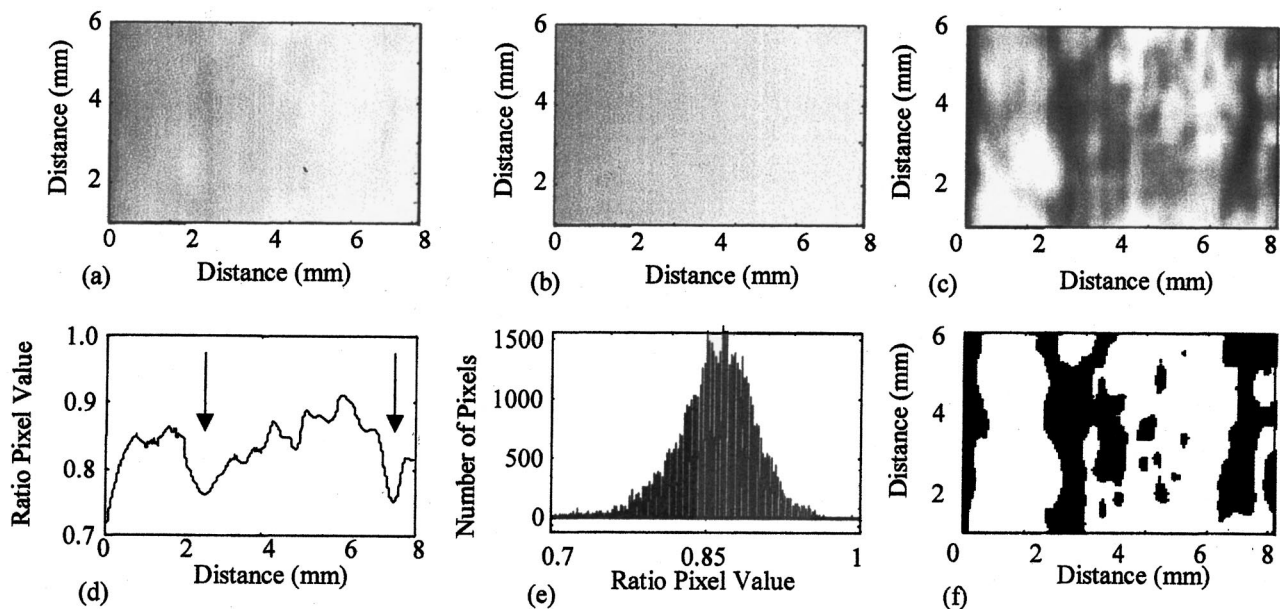 6
4
2
Distance (mm)
0 2 4 6 8
Distance (mm)
(a)
6
4
2
Distance (mm)
0 2 4 6 8
Distance (mm)
(b)
6
4
2
Distance (mm)
0 2 4 6 8
Distance (mm)
(c)
1.0
0.9
0.8
0.7
Ratio Pixel Value
0 2 4 6 8
Distance (mm)
(d)
1500
1000
500
0
Number of Pixels
0.7 0.85 1
Ratio Pixel Value
(e)
6
4
2
Distance (mm)
0 2 4 6 8
Distance (mm)
(f)